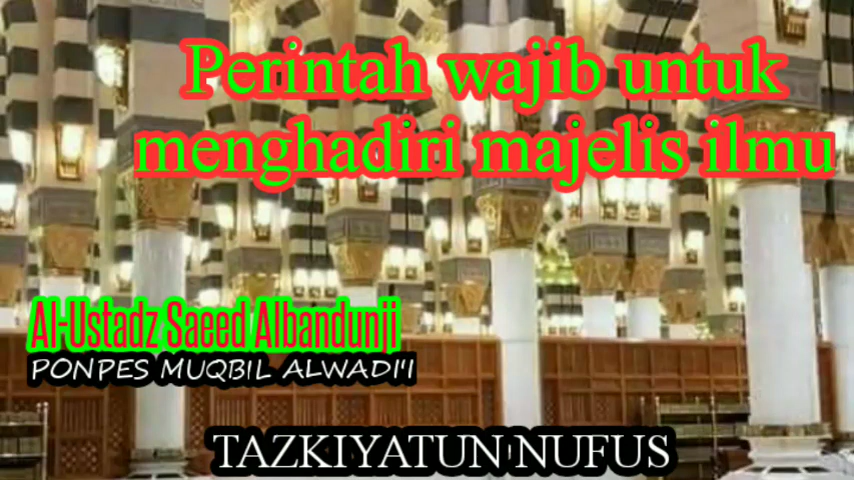 Perintah wajib untuk
menghadiri majelis ilmu
Al-Ustadz Saeed Albandunji
PONPES MUQBIL ALWADI'I
TAZKIYATUN NUFUS